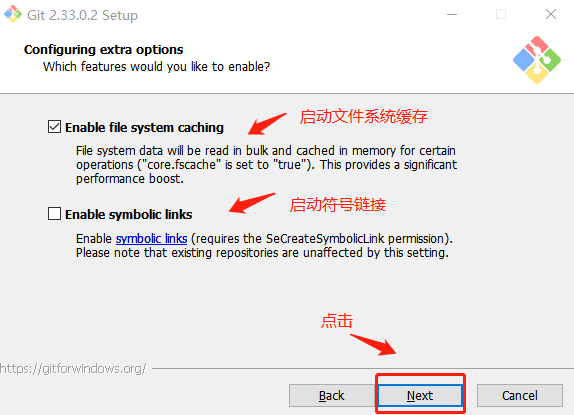 Git 2.33.0.2 Setup
Configuring extra options
Which features would you like to enable?
Enable file system caching
启动文件系统缓存
File system data will be read in bulk and cached in memory for certain
operations ("core.fscache" is set to "true"). This provides a significant
performance boost.
Enable symbolic links
启动符号链接
Enable symbolic links (requires the SeCreateSymbolicLink permission).
Please note that existing repositories are unaffected by this setting.
点击
https://gitforwindows.org/
Back
Next
Cancel